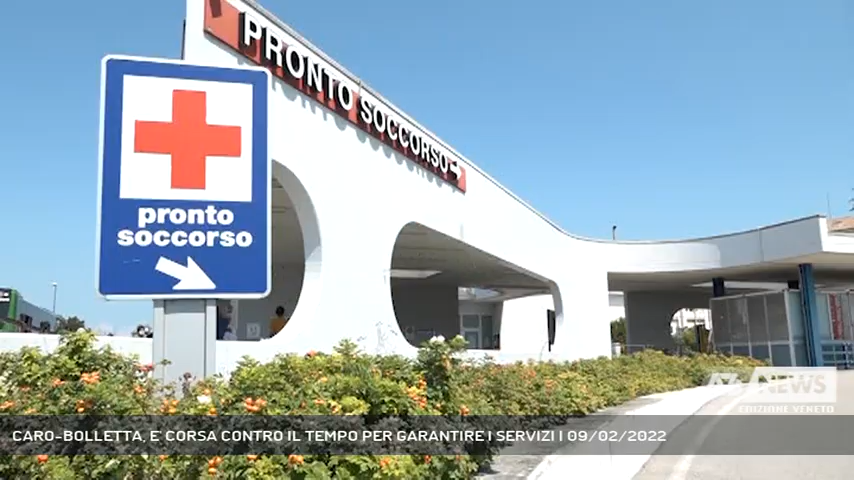 PRONTO SOCCORSO →
pronto
soccorso
NEWS
EDIZIONE VENETO
CARO-BOLLETTA, E' CORSA CONTRO IL TEMPO PER GARANTIRE I SERVIZI | 09/02/2022